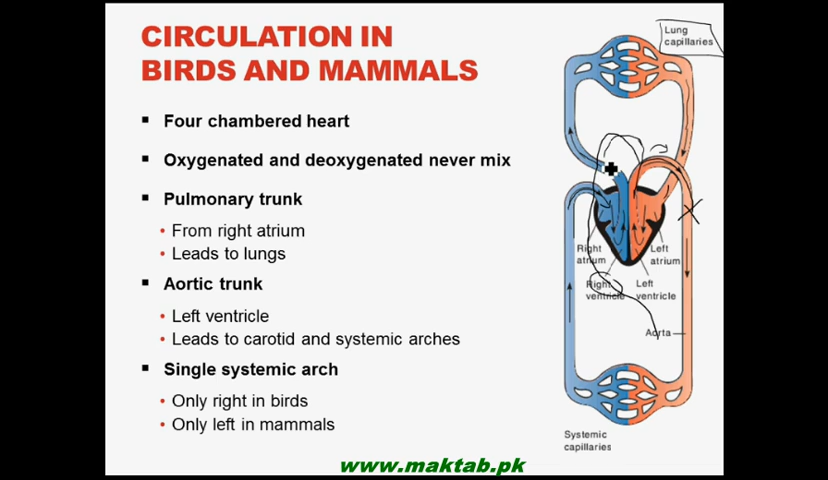 CIRCULATION IN
BIRDS AND MAMMALS
▪ Four chambered heart
▪ Oxygenated and deoxygenated never mix
▪ Pulmonary trunk
• From right atrium
• Leads to lungs
▪ Aortic trunk
• Left ventricle
• Leads to carotid and systemic arches
▪ Single systemic arch
• Only right in birds
• Only left in mammals
Lung
capillaries
Right
atrium
Left
atrium
Right
ventricle
Left
ventricle
Aorta
Systemic
capillaries
www.maktab.pk